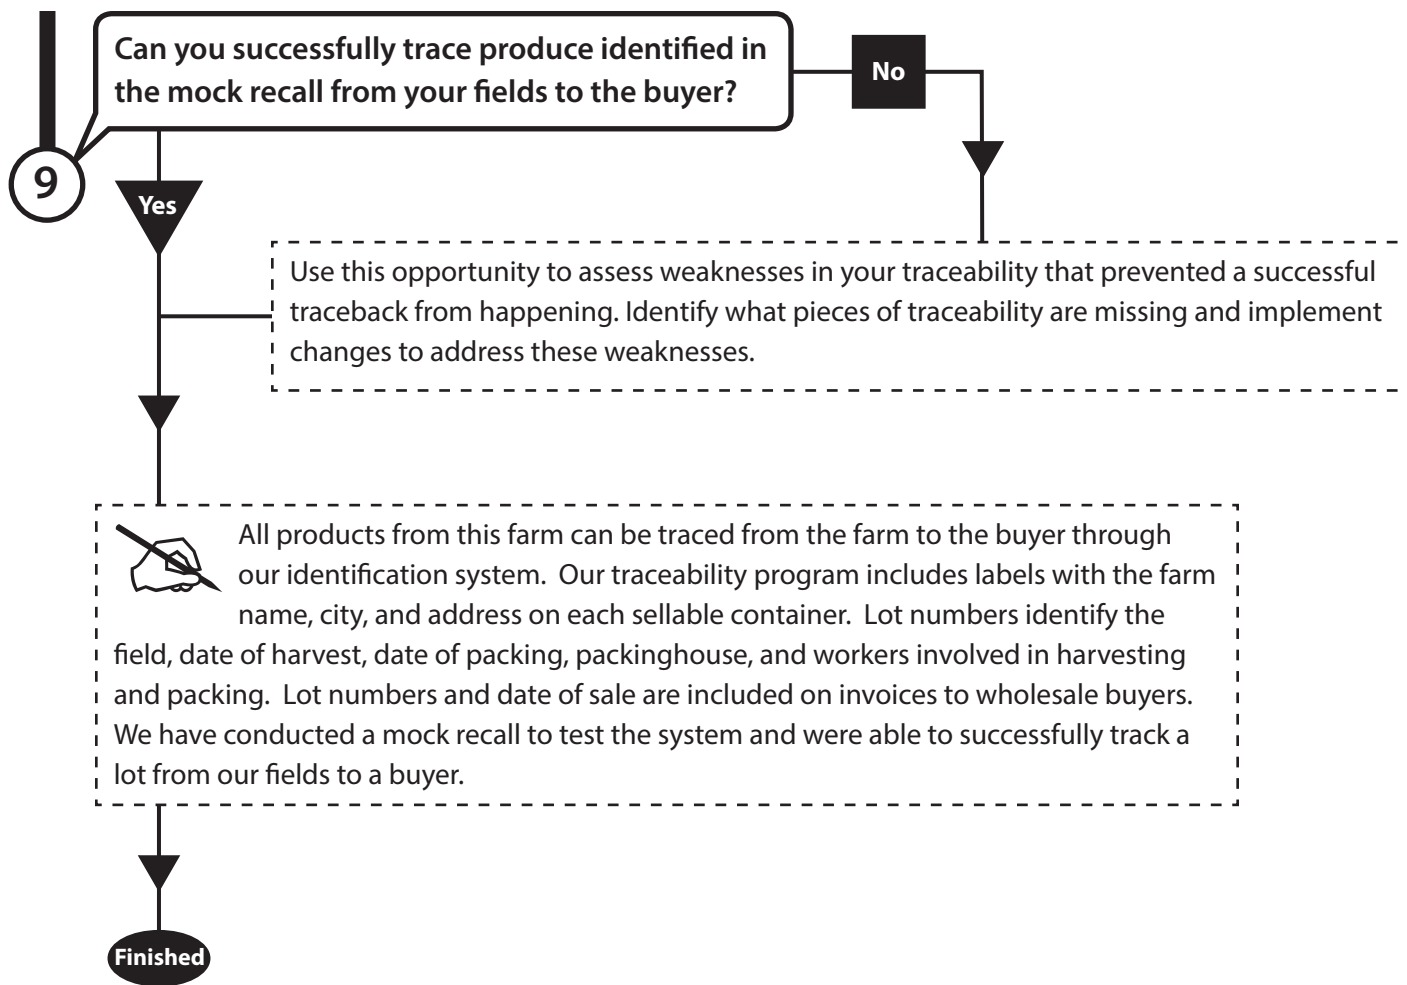 Can you successfully trace produce identified in
the mock recall from your fields to the buyer?
No
9
Yes
Use this opportunity to assess weaknesses in your traceability that prevented a successful
traceback from happening. Identify what pieces of traceability are missing and implement
changes to address these weaknesses.
All products from this farm can be traced from the farm to the buyer through
our identification system.  Our traceability program includes labels with the farm
name, city, and address on each sellable container.  Lot numbers identify the
field, date of harvest, date of packing, packinghouse, and workers involved in harvesting
and packing.  Lot numbers and date of sale are included on invoices to wholesale buyers.
We have conducted a mock recall to test the system and were able to successfully track a
lot from our fields to a buyer.
Finished